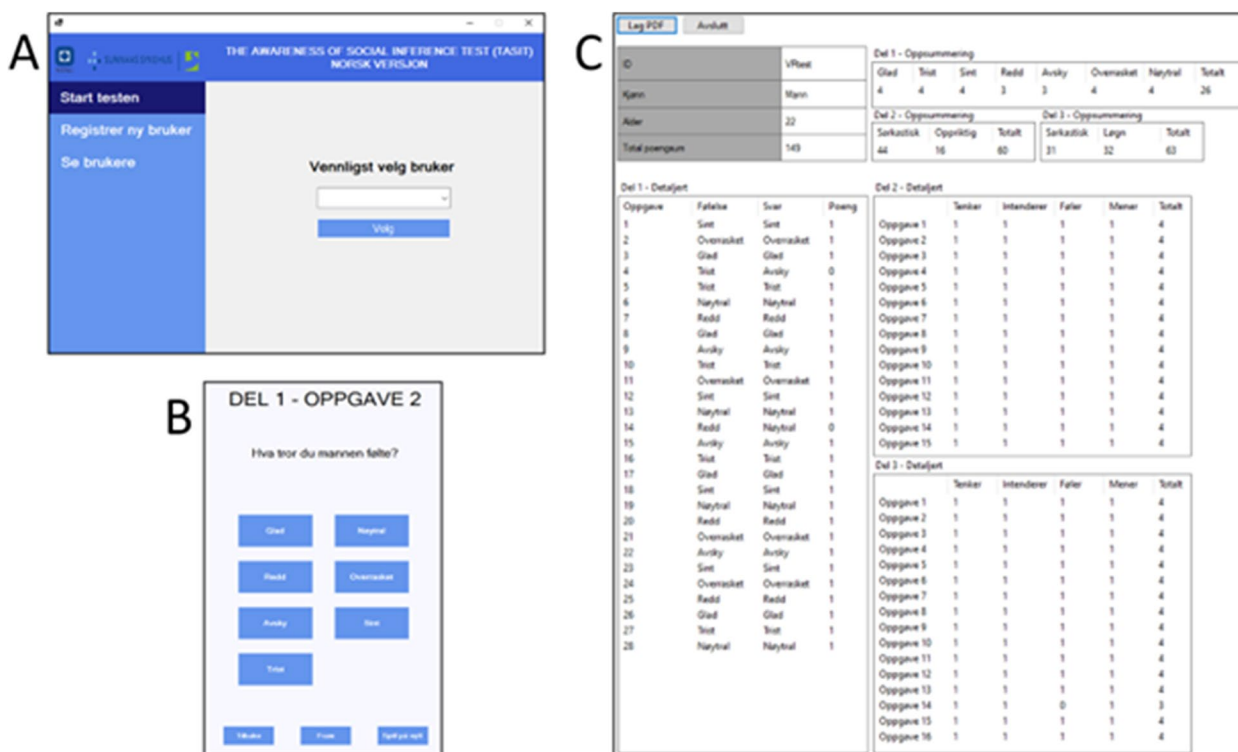 A
SUNNAAS SYKEHUS
THE AWARENESS OF SOCIAL INFERENCE TEST (TASIT)
NORSK VERSJON
Start testen
Registrer ny bruker
Se brukere
Vennligst velg bruker
Velg
B
DEL 1 - OPPGAVE 2
Hva tror du mannen følte?
Glad Nøytral
Redd Overrasket
Avsky Sint
Trist
Tilbake Fram Spill på nytt
C
Lag PDF Avslutt
ID VRtest
Kjønn Mann
Alder 22
Total poengsum 149
Del 1 - Oppsummering
Glad Trist Sint Redd Avsky Overrasket Nøytral Totalt
4 4 4 3 3 4 4 26
Del 2 - Oppsummering
Sarkastisk Oppriktig Totalt
44 16 60
Del 3 - Oppsummering
Sarkastisk Løgn Totalt
31 32 63
Del 1 - Detaljert
Oppgave Følelse Svar Poeng
1 Sint Sint 1
2 Overrasket Overrasket 1
3 Glad Glad 1
4 Trist Avsky 0
5 Trist Trist 1
6 Nøytral Nøytral 1
7 Redd Redd 1
8 Glad Glad 1
9 Avsky Avsky 1
10 Trist Trist 1
11 Overrasket Overrasket 1
12 Sint Sint 1
13 Nøytral Nøytral 1
14 Redd Nøytral 0
15 Avsky Avsky 1
16 Trist Trist 1
17 Glad Glad 1
18 Sint Sint 1
19 Nøytral Nøytral 1
20 Redd Redd 1
21 Overrasket Overrasket 1
22 Avsky Avsky 1
23 Sint Sint 1
24 Overrasket Overrasket 1
25 Redd Redd 1
26 Glad Glad 1
27 Trist Trist 1
28 Nøytral Nøytral 1
Del 2 - Detaljert
Tenker Intenderer Føler Mener Totalt
Oppgave 1 1 1 1 1 4
Oppgave 2 1 1 1 1 4
Oppgave 3 1 1 1 1 4
Oppgave 4 1 1 1 1 4
Oppgave 5 1 1 1 1 4
Oppgave 6 1 1 1 1 4
Oppgave 7 1 1 1 1 4
Oppgave 8 1 1 1 1 4
Oppgave 9 1 1 1 1 4
Oppgave 10 1 1 1 1 4
Oppgave 11 1 1 1 1 4
Oppgave 12 1 1 1 1 4
Oppgave 13 1 1 1 1 4
Oppgave 14 1 1 1 1 4
Oppgave 15 1 1 1 1 4
Del 3 - Detaljert
Tenker Intenderer Føler Mener Totalt
Oppgave 1 1 1 1 1 4
Oppgave 2 1 1 1 1 4
Oppgave 3 1 1 1 1 4
Oppgave 4 1 1 1 1 4
Oppgave 5 1 1 1 1 4
Oppgave 6 1 1 1 1 4
Oppgave 7 1 1 1 1 4
Oppgave 8 1 1 1 1 4
Oppgave 9 1 1 1 1 4
Oppgave 10 1 1 1 1 4
Oppgave 11 1 1 1 1 4
Oppgave 12 1 1 1 1 4
Oppgave 13 1 1 1 1 4
Oppgave 14 1 1 0 1 3
Oppgave 15 1 1 1 1 4
Oppgave 16 1 1 1 1 4